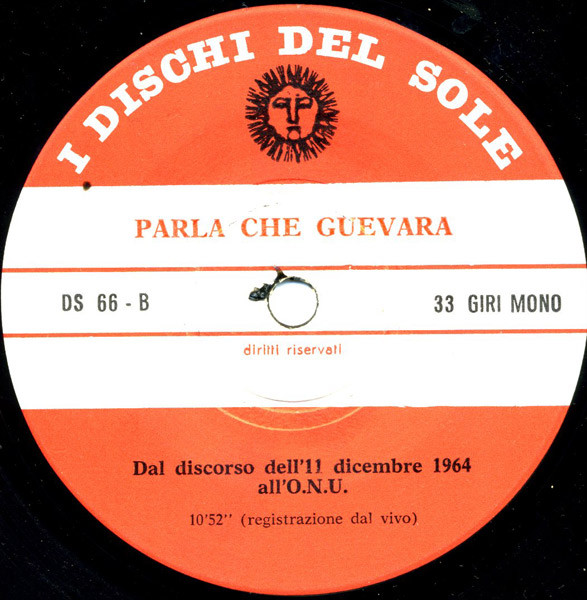 I DISCHI DEL SOLE
PARLA CHE GUEVARA
DS 66 - B
33 GIRI MONO
diritti riservati
Dal discorso dell'11 dicembre 1964
all'O.N.U.
10'52" (registrazione dal vivo)